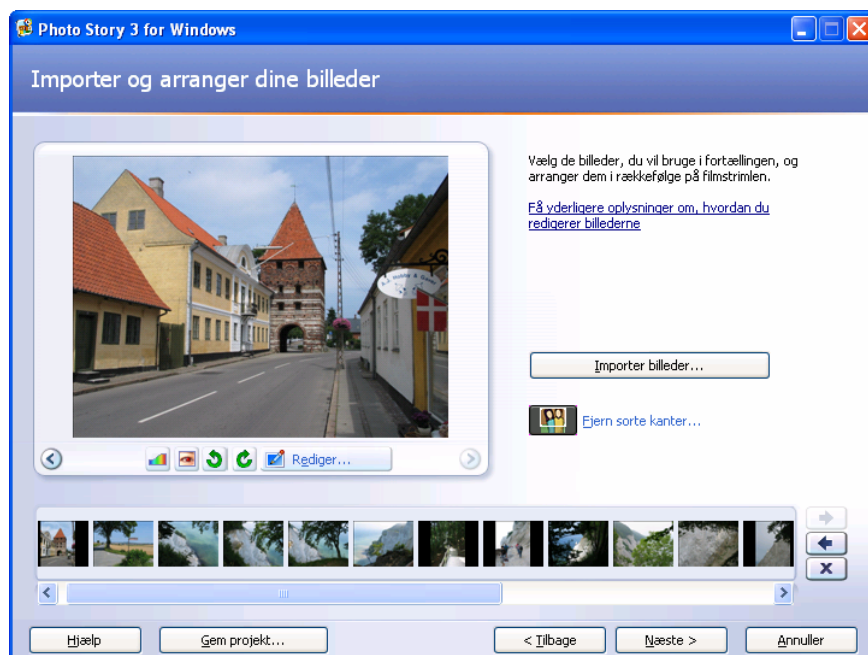 Photo Story 3 for Windows
Importer og arranger dine billeder
Vælg de billeder, du vil bruge i fortællingen, og
arranger dem i rækkefølge på filmstrimlen.
Få yderligere oplysninger om, hvordan du
redigerer billederne
Importer billeder...
Fjern sorte kanter...
Rediger...
Hjælp
Gem projekt...
< Tilbage
Næste >
Annuller